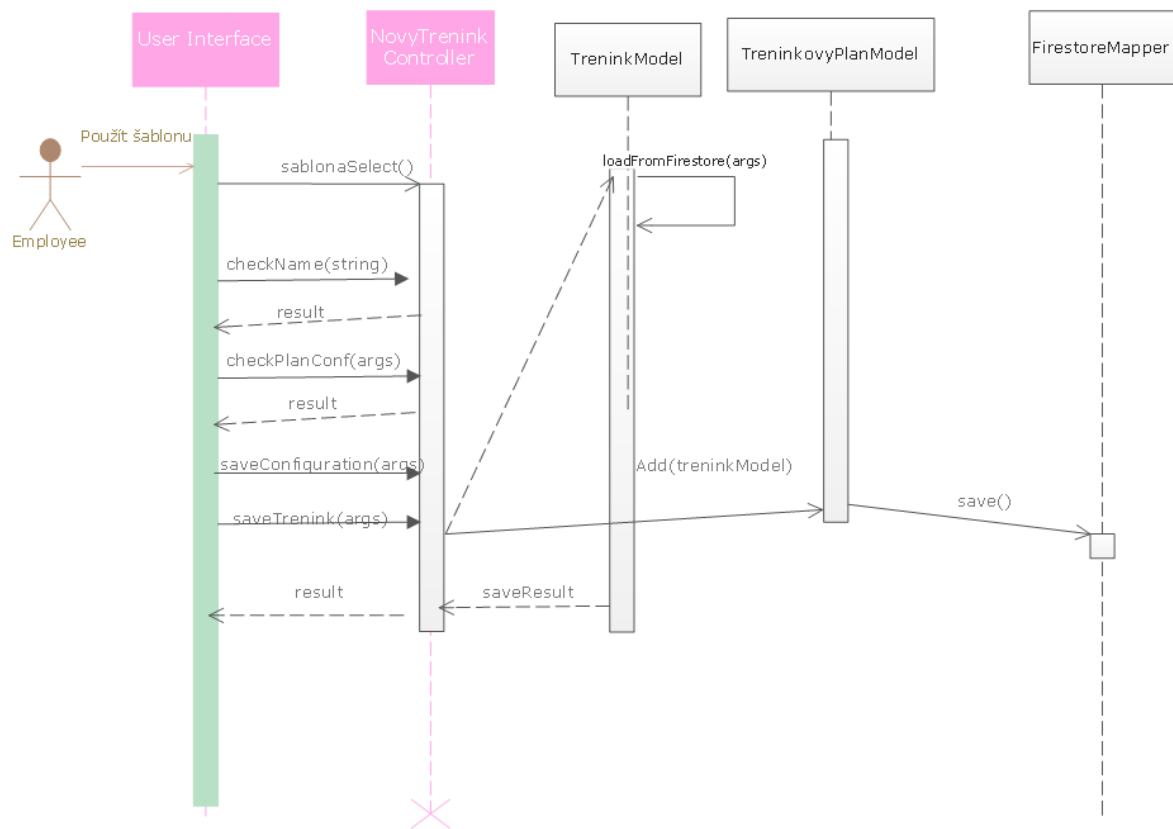 User Interface
NovyTrenink
Controller
TreninkModel
TreninkovyPlanModel
FirestoreMapper
Použít šablonu
Employee
sablonaSelect()
loadFromFirestore(args)
checkName(string)
result
checkPlanConf(args)
result
saveConfiguration(args)
Add(treninkModel)
saveTrenink(args)
save()
result
saveResult